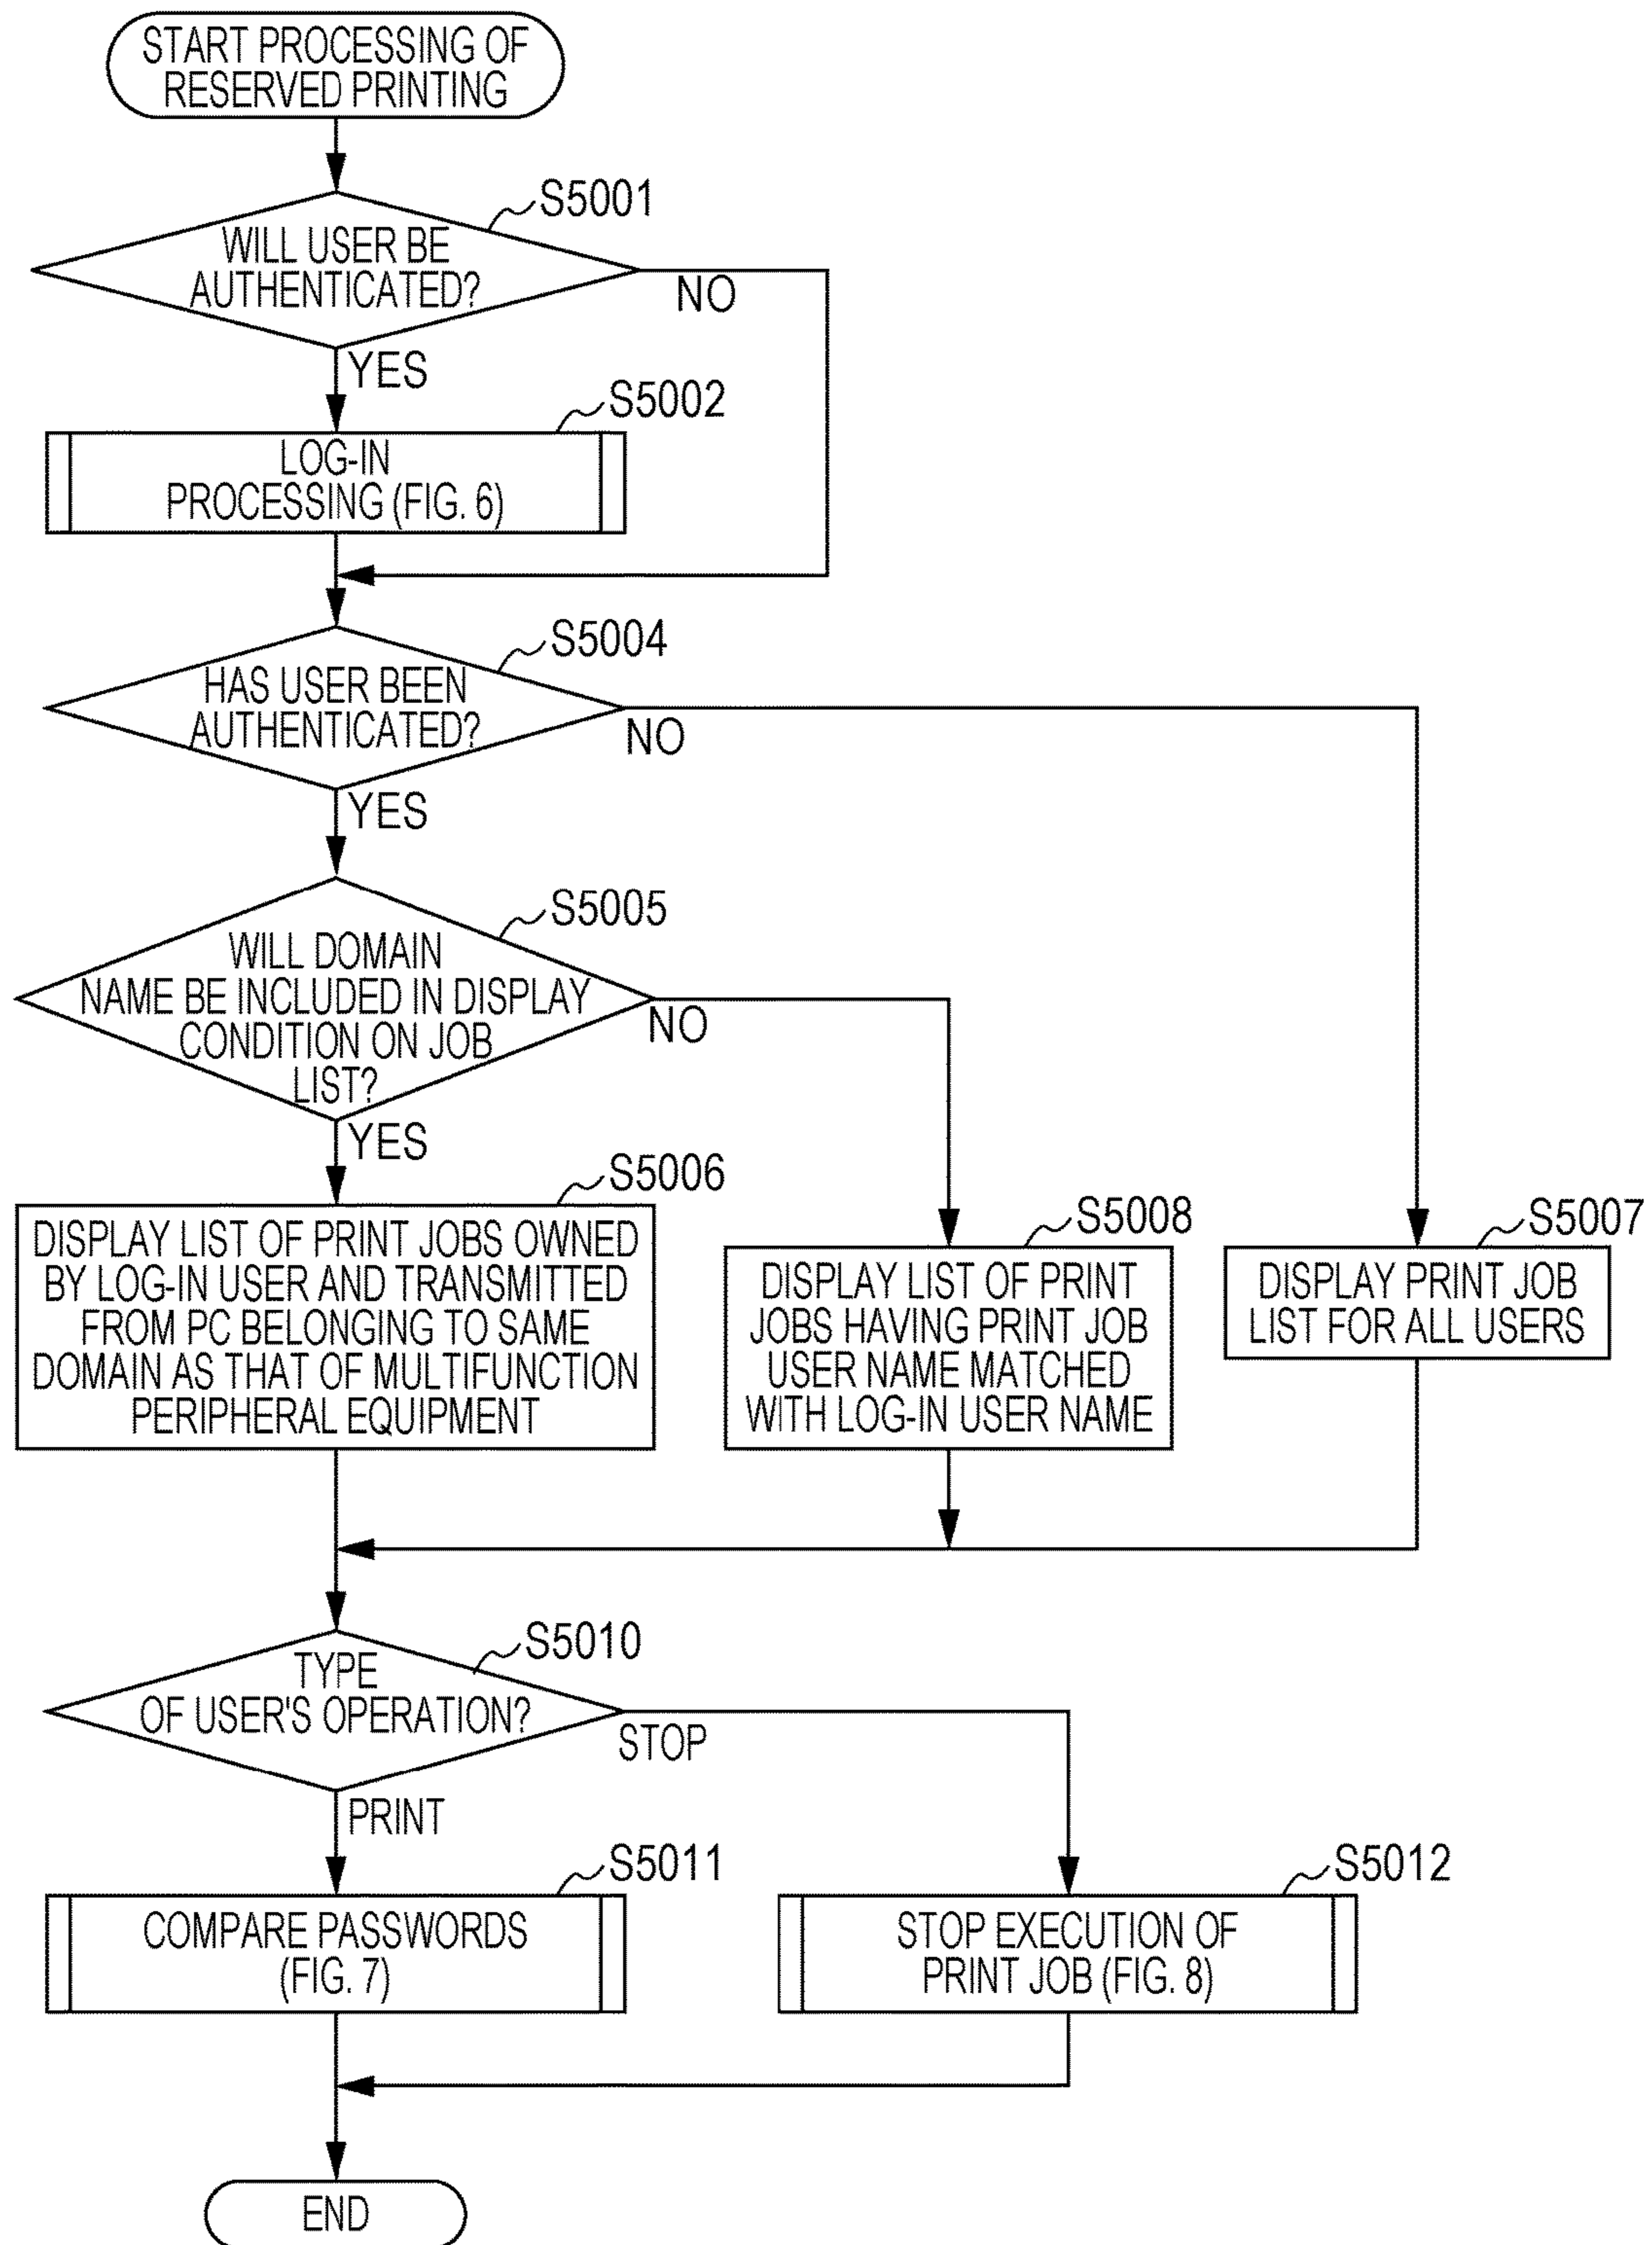 START PROCESSING OF
RESERVED PRINTING
S5001
WILL USER BE
AUTHENTICATED?
NO
YES
S5002
LOG-IN
PROCESSING (FIG. 6)
S5004
HAS USER BEEN
AUTHENTICATED?
NO
YES
S5005
WILL DOMAIN
NAME BE INCLUDED IN DISPLAY
CONDITION ON JOB
LIST?
NO
YES
S5006
DISPLAY LIST OF PRINT JOBS OWNED
BY LOG-IN USER AND TRANSMITTED
FROM PC BELONGING TO SAME
DOMAIN AS THAT OF MULTIFUNCTION
PERIPHERAL EQUIPMENT
S5008
DISPLAY LIST OF PRINT
JOBS HAVING PRINT JOB
USER NAME MATCHED
WITH LOG-IN USER NAME
S5007
DISPLAY PRINT JOB
LIST FOR ALL USERS
S5010
TYPE
OF USER'S OPERATION?
STOP
PRINT
S5011
COMPARE PASSWORDS
(FIG. 7)
S5012
STOP EXECUTION OF
PRINT JOB (FIG. 8)
END